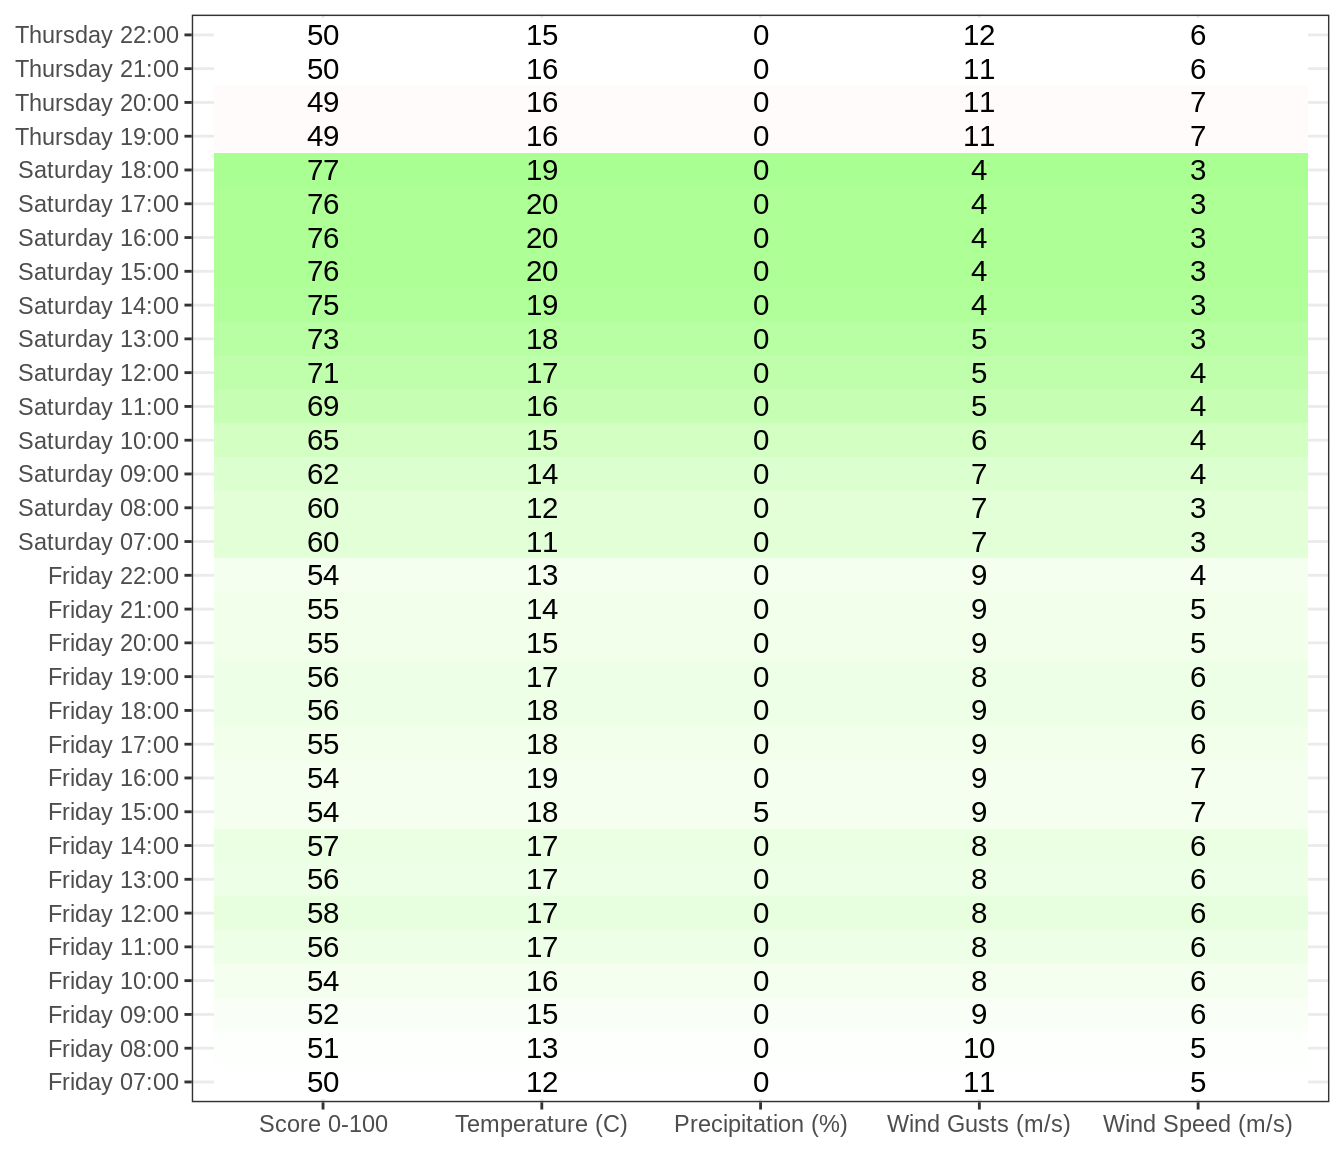 Thursday 22:00 50 15 0 12 6
Thursday 21:00 50 16 0 11 6
Thursday 20:00 49 16 0 11 7
Thursday 19:00 49 16 0 11 7
Saturday 18:00 77 19 0 4 3
Saturday 17:00 76 20 0 4 3
Saturday 16:00 76 20 0 4 3
Saturday 15:00 76 20 0 4 3
Saturday 14:00 75 19 0 4 3
Saturday 13:00 73 18 0 5 3
Saturday 12:00 71 17 0 5 4
Saturday 11:00 69 16 0 5 4
Saturday 10:00 65 15 0 6 4
Saturday 09:00 62 14 0 7 4
Saturday 08:00 60 12 0 7 3
Saturday 07:00 60 11 0 7 3
Friday 22:00 54 13 0 9 4
Friday 21:00 55 14 0 9 5
Friday 20:00 55 15 0 9 5
Friday 19:00 56 17 0 8 6
Friday 18:00 56 18 0 9 6
Friday 17:00 55 18 0 9 6
Friday 16:00 54 19 0 9 7
Friday 15:00 54 18 5 9 7
Friday 14:00 57 17 0 8 6
Friday 13:00 56 17 0 8 6
Friday 12:00 58 17 0 8 6
Friday 11:00 56 17 0 8 6
Friday 10:00 54 16 0 8 6
Friday 09:00 52 15 0 9 6
Friday 08:00 51 13 0 10 5
Friday 07:00 50 12 0 11 5
Score 0-100 Temperature (C) Precipitation (%) Wind Gusts (m/s) Wind Speed (m/s)